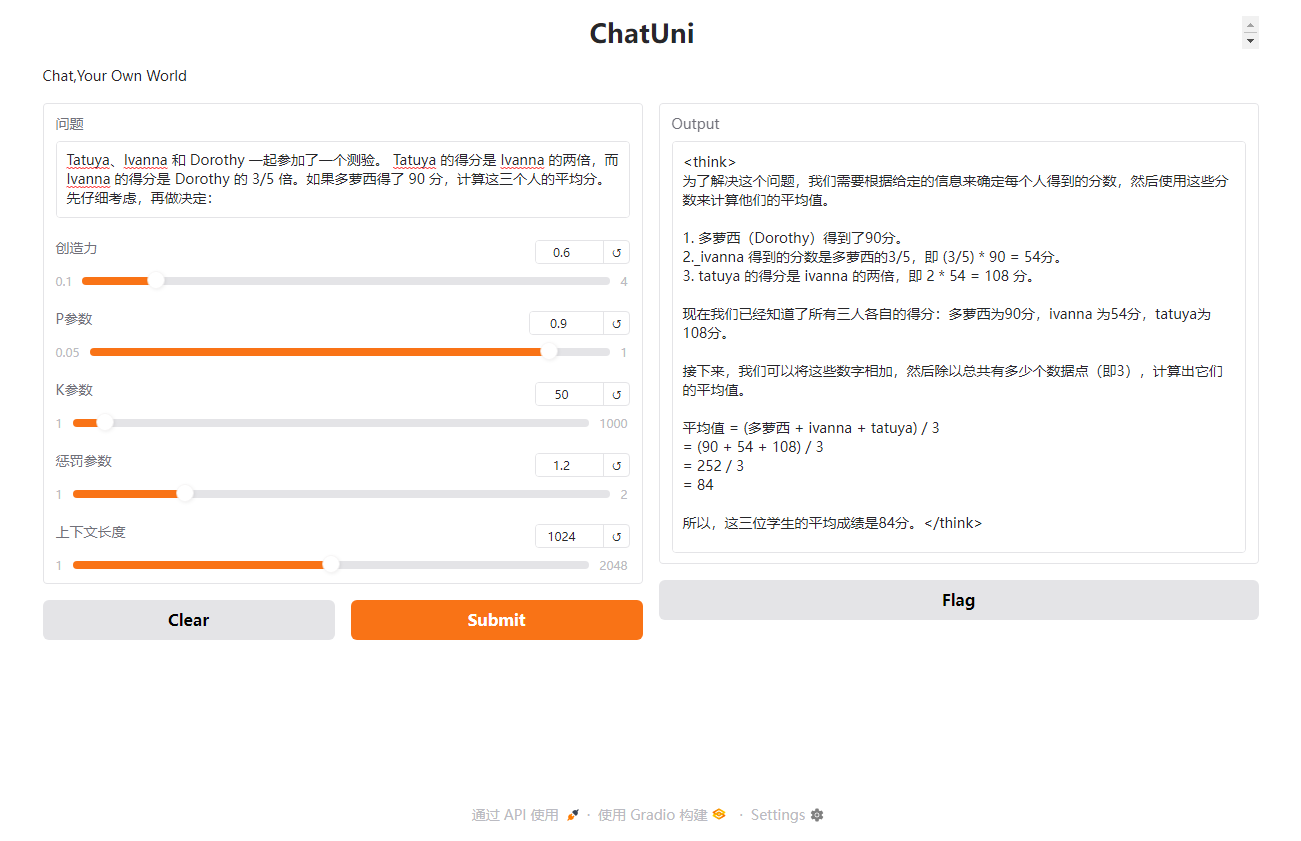 ChatUni
Chat,Your Own World
问题
Tatuya、Ivanna 和 Dorothy 一起参加了一个测验。 Tatuya 的得分是 Ivanna 的两倍，而
Ivanna 的得分是 Dorothy 的 3/5 倍。如果多萝西得了 90 分，计算这三个人的平均分。
先仔细考虑，再做决定：
创造力
0.6 ↺
0.1 4
P参数
0.9 ↺
0.05 1
K参数
50 ↺
1 1000
惩罚参数
1.2 ↺
1 2
上下文长度
1024 ↺
1 2048
Clear
Submit
Output
<think>
为了解决这个问题，我们需要根据给定的信息来确定每个人得到的分数，然后使用这些分
数来计算他们的平均值。
1. 多萝西（Dorothy）得到了90分。
2._ivanna 得到的分数是多萝西的3/5，即 (3/5) * 90 = 54分。
3. tatuya 的得分是 ivanna 的两倍，即 2 * 54 = 108 分。
现在我们已经知道了所有三人各自的得分：多萝西为90分，ivanna 为54分，tatuya为
108分。
接下来，我们可以将这些数字相加，然后除以总共有多少个数据点（即3），计算出它们
的平均值。
平均值 = (多萝西 + ivanna + tatuya) / 3
= (90 + 54 + 108) / 3
= 252 / 3
= 84
所以，这三位学生的平均成绩是84分。</think>
Flag
通过 API 使用 · 使用 Gradio 构建 · Settings